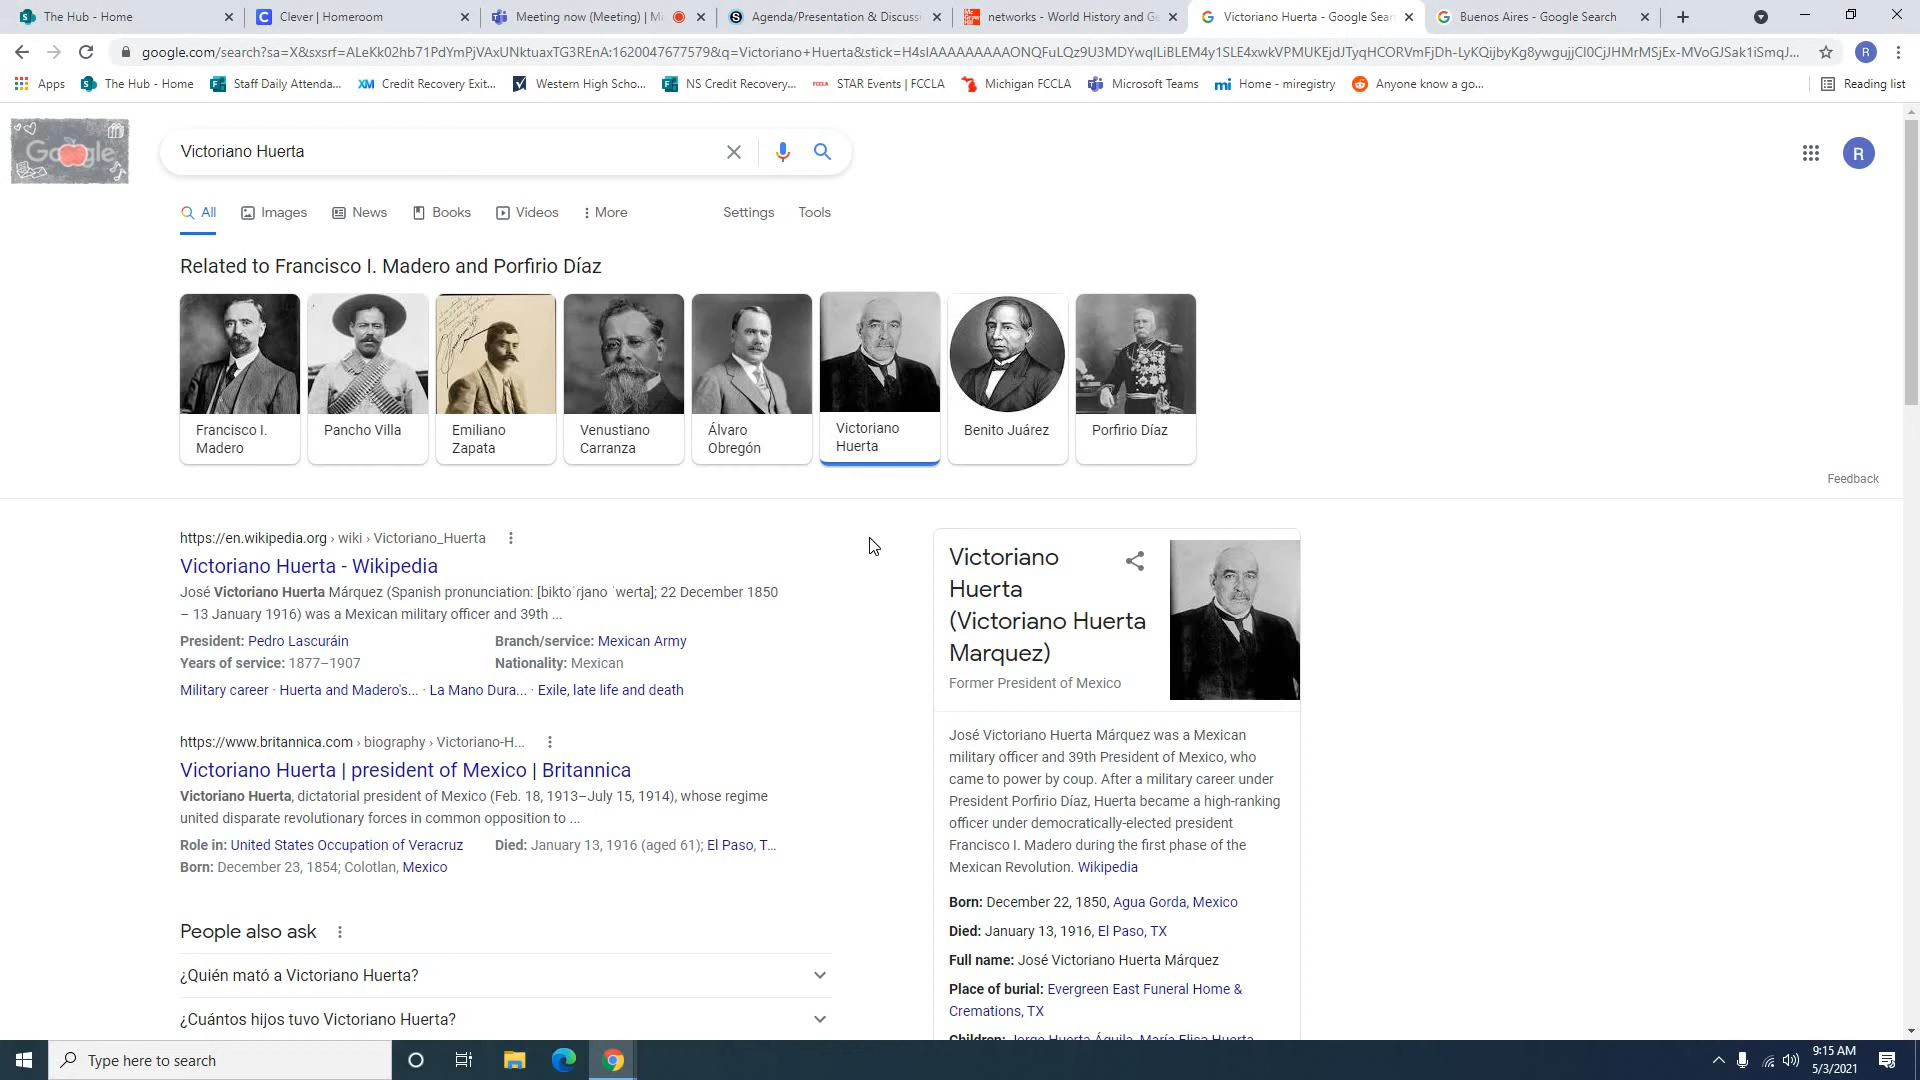 The Hub - Home
Clever | Homeroom
Meeting now (Meeting) | Mi
Agenda/Presentation & Discussi
networks - World History and Ge
Victoriano Huerta - Google Sear
Buenos Aires - Google Search
google.com/search?sa=X&sxsrf=ALeKk02hb71PdYmPjVAxUNktuaxTG3REnA:1620047677579&q=Victoriano+Huerta&stick=
R
Apps
The Hub - Home
Staff Daily Attenda...
XM
Credit Recovery Exit...
Western High Scho...
NS Credit Recovery...
FCCLA
STAR Events | FCCLA
Michigan FCCLA
Microsoft Teams
mi
Home - miregistry
Anyone know a go...
Reading list
Google
Victoriano Huerta
R
All
Images
News
Books
Videos
More
Settings
Tools
Related to Francisco I. Madero and Porfirio Díaz
Francisco I.
Madero
Pancho Villa
Emiliano
Zapata
Venustiano
Carranza
Álvaro
Obregón
Victoriano
Huerta
Benito Juárez
Porfirio Díaz
Feedback
https://en.wikipedia.org › wiki › Victoriano_Huerta
Victoriano Huerta - Wikipedia
José Victoriano Huerta Márquez (Spanish pronunciation: [biktoˈɾjano ˈweɾta]; 22 December 1850
– 13 January 1916) was a Mexican military officer and 39th ...
President: Pedro Lascuráin
Branch/service: Mexican Army
Years of service: 1877–1907
Nationality: Mexican
Military career · Huerta and Madero's... · La Mano Dura... · Exile, late life and death
https://www.britannica.com › biography › Victoriano-H...
Victoriano Huerta | president of Mexico | Britannica
Victoriano Huerta, dictatorial president of Mexico (Feb. 18, 1913–July 15, 1914), whose regime
united disparate revolutionary forces in common opposition to ...
Role in: United States Occupation of Veracruz
Died: January 13, 1916 (aged 61); El Paso, T...
Born: December 23, 1854; Colotlan, Mexico
People also ask
¿Quién mató a Victoriano Huerta?
¿Cuántos hijos tuvo Victoriano Huerta?
Victoriano
Huerta
(Victoriano Huerta
Marquez)
Former President of Mexico
José Victoriano Huerta Márquez was a Mexican
military officer and 39th President of Mexico, who
came to power by coup. After a military career under
President Porfirio Díaz, Huerta became a high-ranking
officer under democratically-elected president
Francisco I. Madero during the first phase of the
Mexican Revolution. Wikipedia
Born: December 22, 1850, Agua Gorda, Mexico
Died: January 13, 1916, El Paso, TX
Full name: José Victoriano Huerta Márquez
Place of burial: Evergreen East Funeral Home &
Cremations, TX
Children: Jorge Huerta Águila, María Elisa Huerta
Type here to search
9:15 AM
5/3/2021